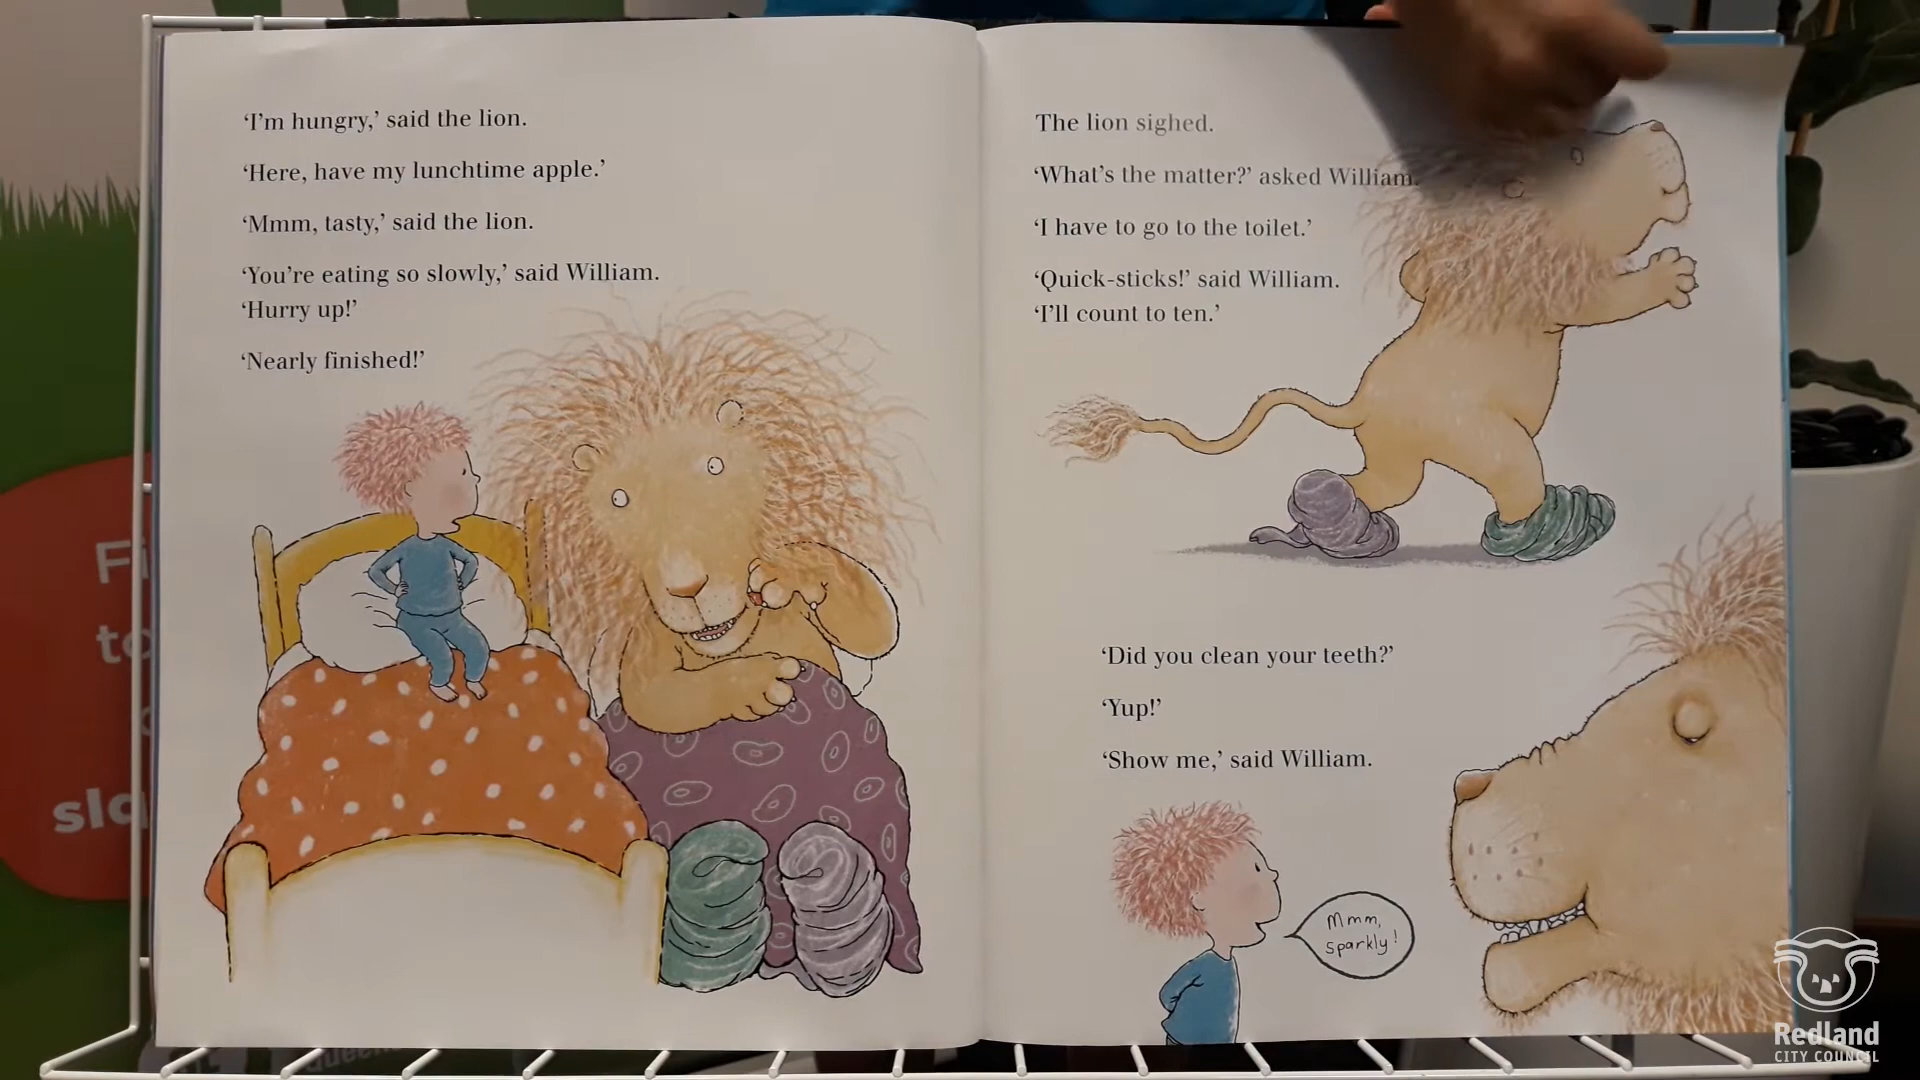 ‘I’m hungry,’ said the lion.
‘Here, have my lunchtime apple.’
‘Mmm, tasty,’ said the lion.
‘You’re eating so slowly,’ said William.
‘Hurry up!’
‘Nearly finished!’
The lion sighed.
‘What’s the matter?’ asked William.
‘I have to go to the toilet.’
‘Quick-sticks!’ said William.
‘I’ll count to ten.’
‘Did you clean your teeth?’
‘Yup!’
‘Show me,’ said William.
Mmm,
sparkly!
Redland
CITY COUNCIL